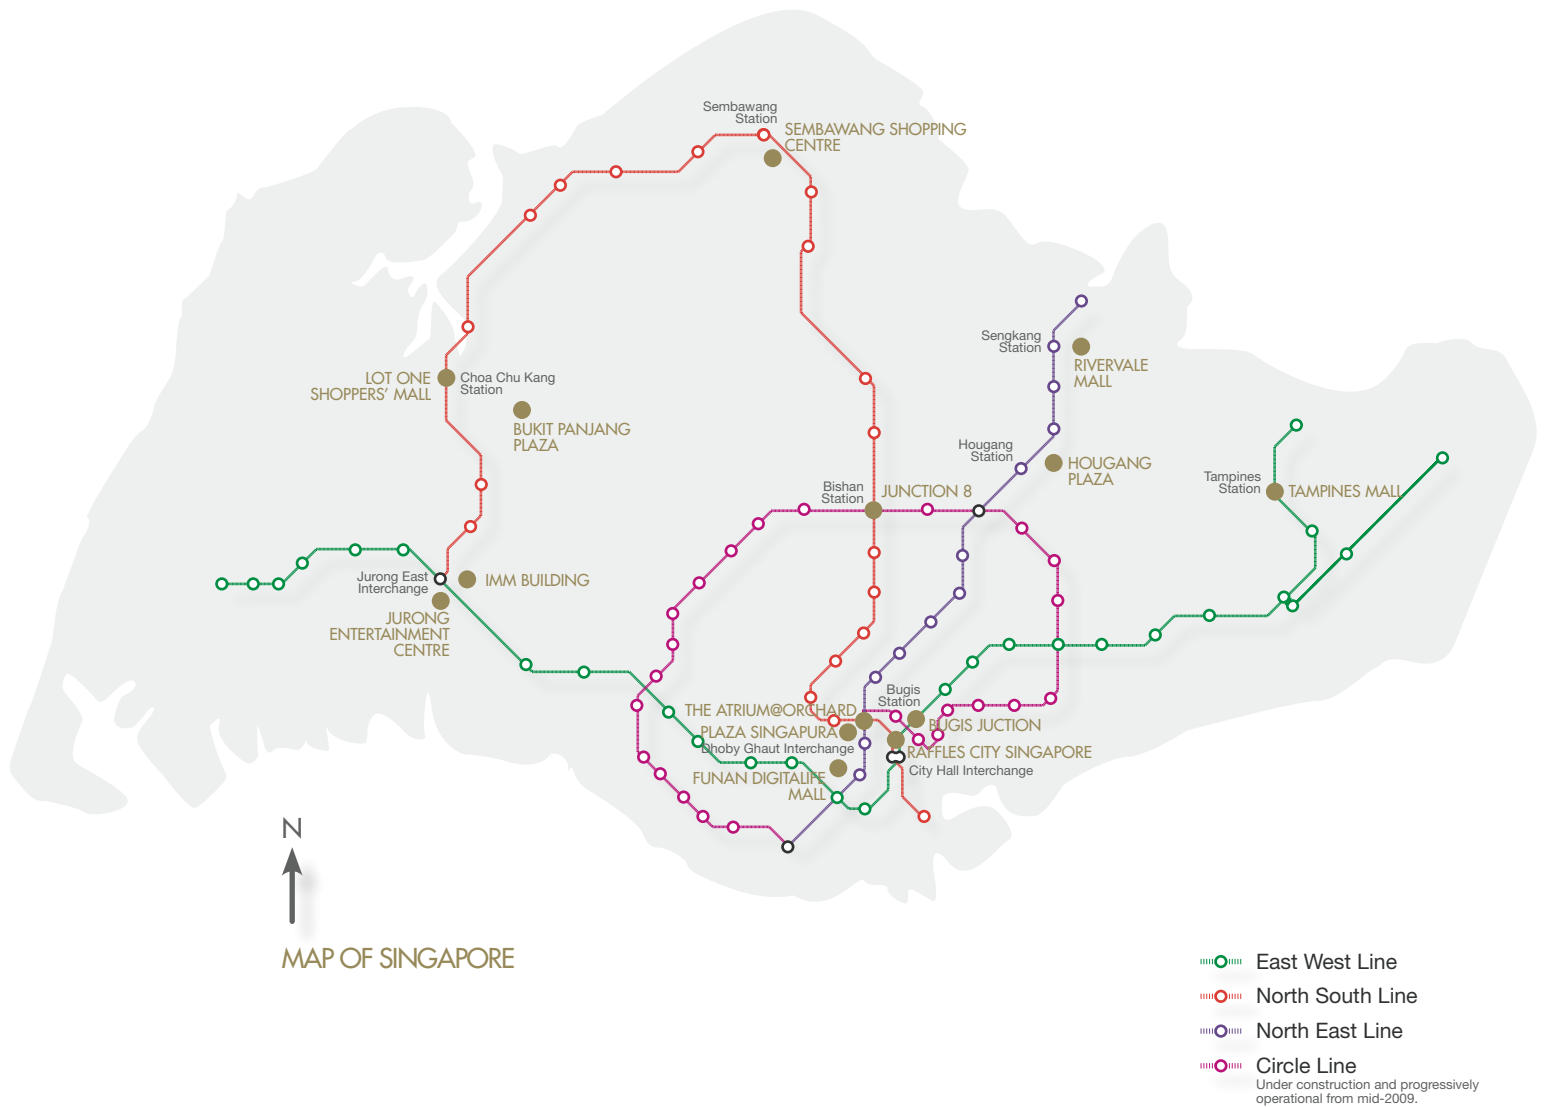 Sembawang
Station
SEMBAWANG SHOPPING
CENTRE
Sengkang
Station
RIVERVALE
MALL
LOT ONE
SHOPPERS' MALL
Choa Chu Kang
Station
BUKIT PANJANG
PLAZA
Hougang
Station
HOUGANG
PLAZA
Bishan
Station
JUNCTION 8
Tampines
Station
TAMPINES MALL
Jurong East
Interchange
IMM BUILDING
JURONG
ENTERTAINMENT
CENTRE
Bugis
Station
THE ATRIUM@ORCHARD
BUGIS JUCTION
PLAZA SINGAPURA
Dhoby Ghaut Interchange
RAFFLES CITY SINGAPORE
City Hall Interchange
FUNAN DIGITALIFE
MALL
N
MAP OF SINGAPORE
East West Line
North South Line
North East Line
Circle Line
Under construction and progressively
operational from mid-2009.